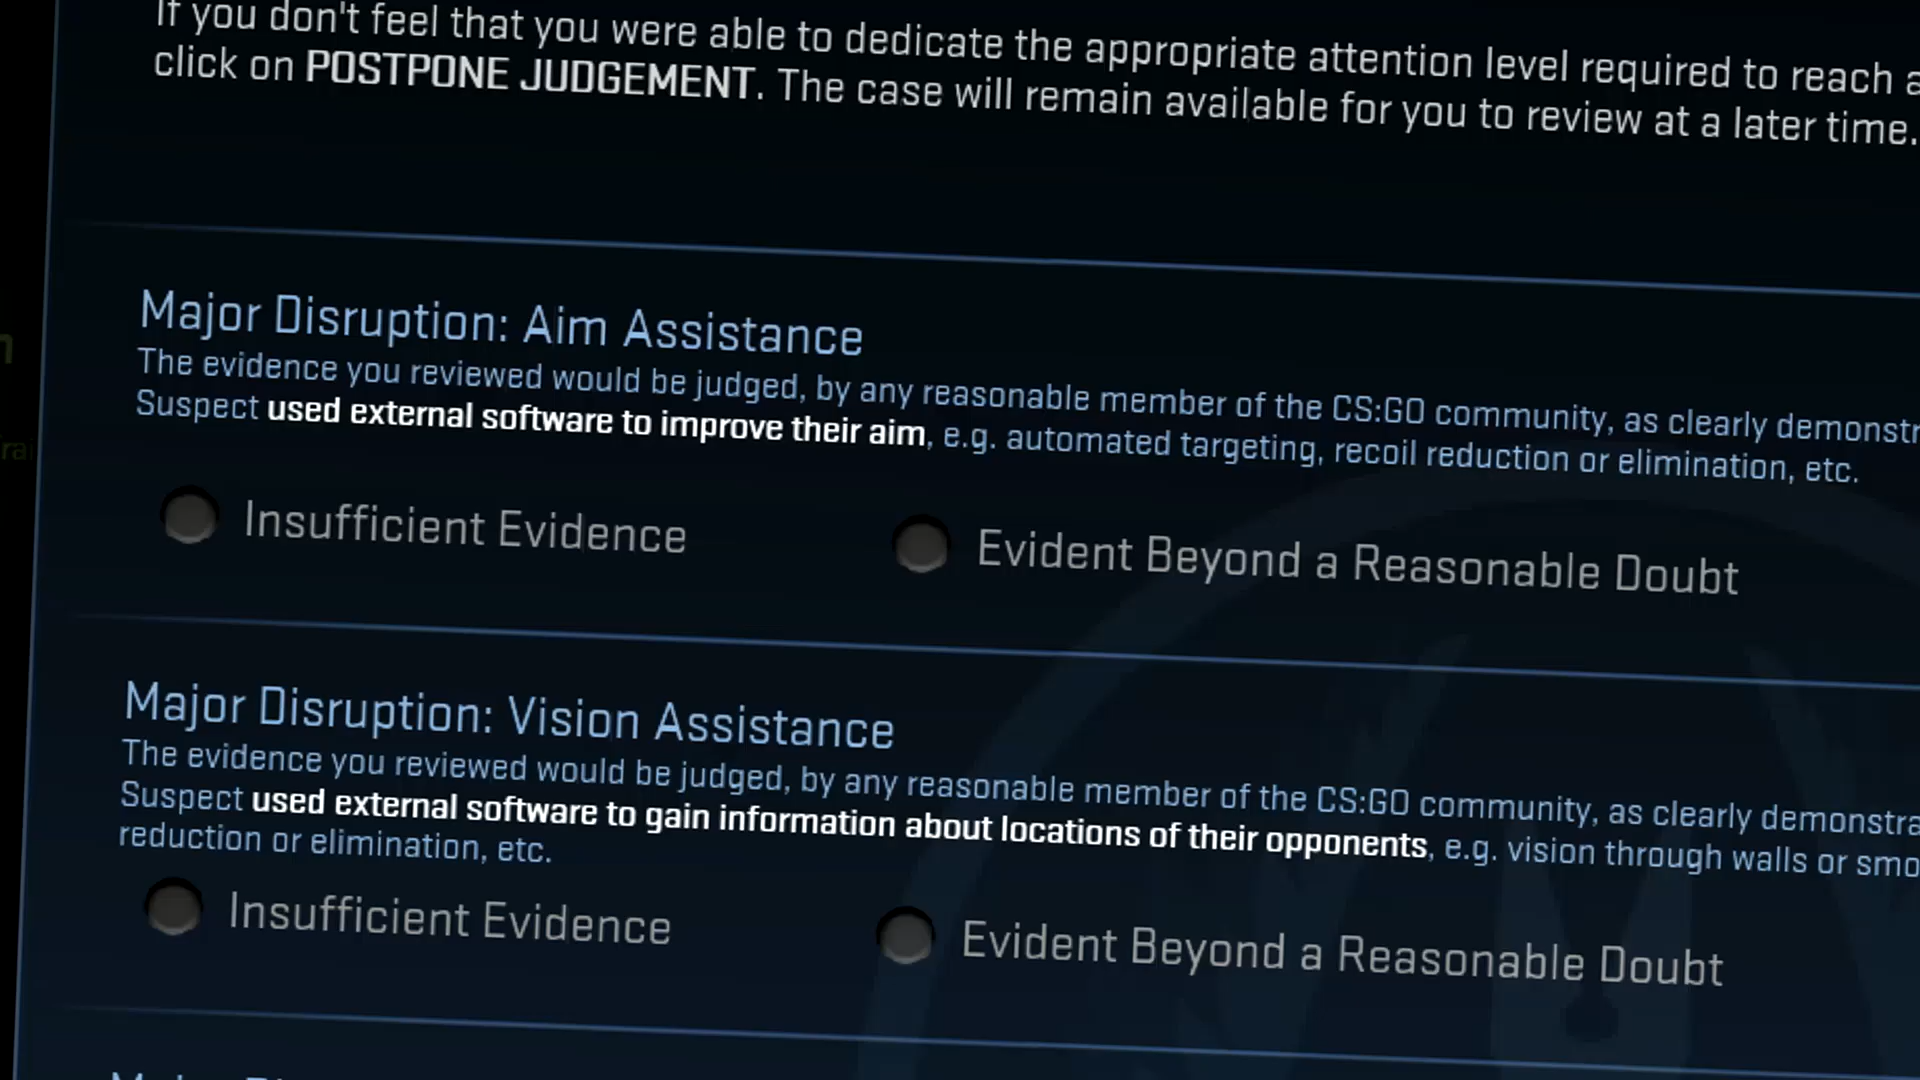 If you don't feel that you were able to dedicate the appropriate attention level required to reach a
click on POSTPONE JUDGEMENT. The case will remain available for you to review at a later time.
Major Disruption: Aim Assistance
The evidence you reviewed would be judged, by any reasonable member of the CS:GO community, as clearly demonstr
Suspect used external software to improve their aim, e.g. automated targeting, recoil reduction or elimination, etc.
Insufficient Evidence
Evident Beyond a Reasonable Doubt
Major Disruption: Vision Assistance
The evidence you reviewed would be judged, by any reasonable member of the CS:GO community, as clearly demonstra
Suspect used external software to gain information about locations of their opponents, e.g. vision through walls or smo
reduction or elimination, etc.
Insufficient Evidence
Evident Beyond a Reasonable Doubt